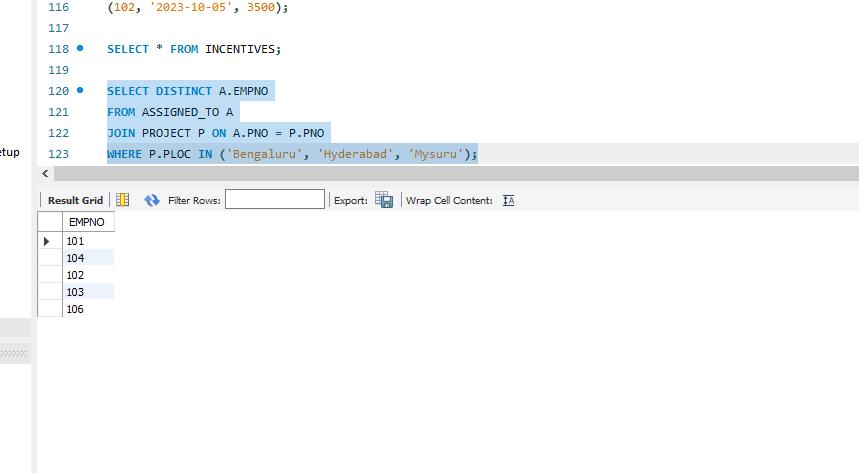 116 (102, '2023-10-05', 3500);
117
118 SELECT * FROM INCENTIVES;
119
120 SELECT DISTINCT A.EMPNO
121 FROM ASSIGNED_TO A
122 JOIN PROJECT P ON A.PNO = P.PNO
etup
123 WHERE P.PLOC IN ('Bengaluru', 'Hyderabad', 'Mysuru');
Result Grid Filter Rows: Export: Wrap Cell Content: IA
EMPNO
101
104
102
103
106